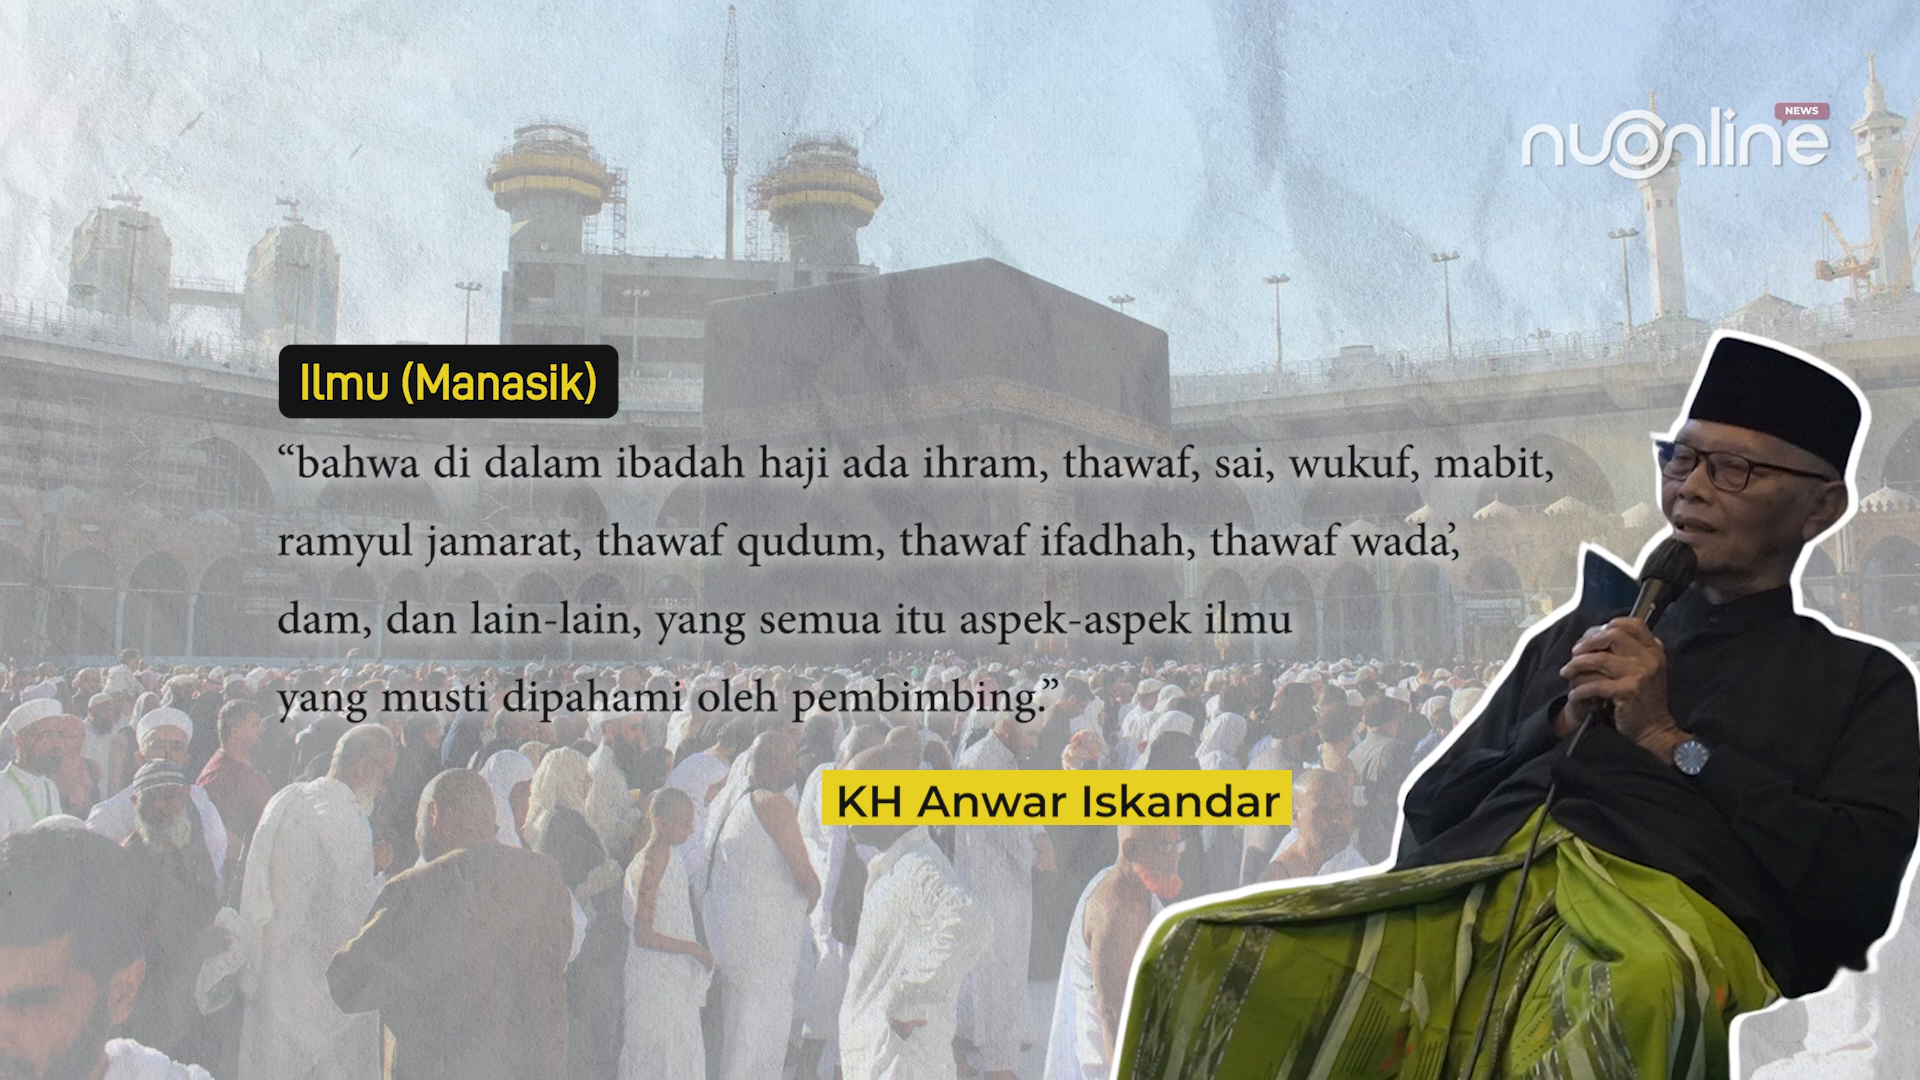 NEWS
nuonline
Ilmu (Manasik)
“bahwa di dalam ibadah haji ada ihram, thawaf, sai, wukuf, mabit,
ramyul jamarat, thawaf qudum, thawaf ifadhah, thawaf wada’,
dam, dan lain-lain, yang semua itu aspek-aspek ilmu
yang musti dipahami oleh pembimbing.”
KH Anwar Iskandar